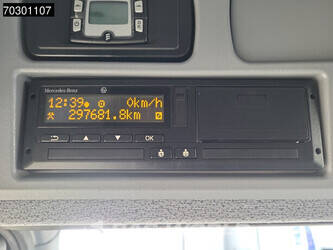 70301107
Mercedes-Benz
12:39 0km/h
297681.8km
OK